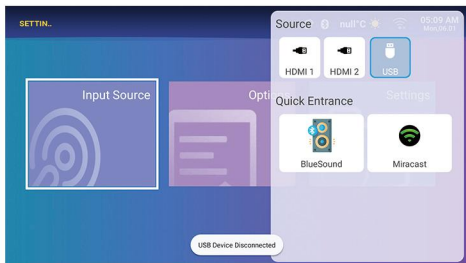 SETTIN..
Source null°C 05:09 AM
Mon,04.01
HDMI 1 HDMI 2 USB
Input Source Opti Settings
Quick Entrance
BlueSound Miracast
USB Device Disconnected